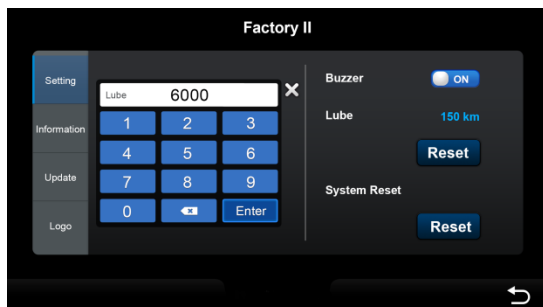 Factory II
Setting
Information
Update
Logo
Lube 6000
1 2 3
4 5 6
7 8 9
0 Enter
Buzzer ON
Lube 150 km
Reset
System Reset
Reset